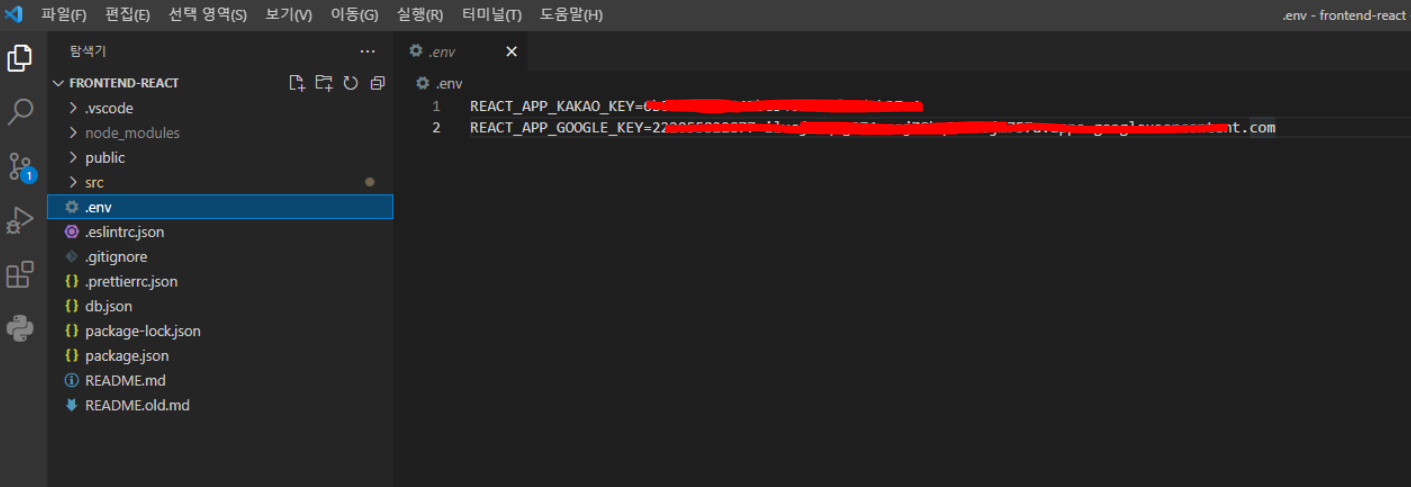 파일(F) 편집(E) 선택 영역(S) 보기(V) 이동(G) 실행(R) 터미널(T) 도움말(H) .env - frontend-react
탐색기 ...
FRONTEND-REACT
.vscode
node_modules
public
src
.env
.eslintrc.json
.gitignore
.prettierrc.json
db.json
package-lock.json
package.json
README.md
README.old.md
1
.env
.env
1 REACT_APP_KAKAO_KEY=
2 REACT_APP_GOOGLE_KEY= .com